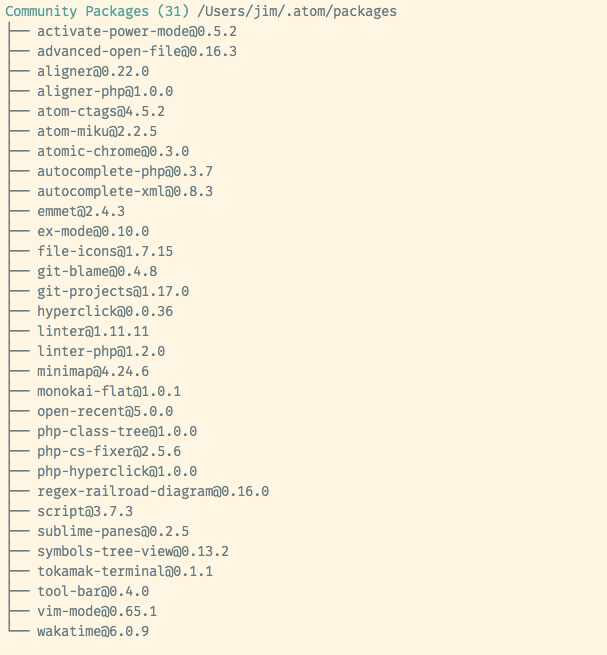 Community Packages (31) /Users/jim/.atom/packages
├── activate-power-mode@0.5.2
├── advanced-open-file@0.16.3
├── aligner@0.22.0
├── aligner-php@1.0.0
├── atom-ctags@4.5.2
├── atom-miku@2.2.5
├── atomic-chrome@0.3.0
├── autocomplete-php@0.3.7
├── autocomplete-xml@0.8.3
├── emmet@2.4.3
├── ex-mode@0.10.0
├── file-icons@1.7.15
├── git-blame@0.4.8
├── git-projects@1.17.0
├── hyperclick@0.0.36
├── linter@1.11.11
├── linter-php@1.2.0
├── minimap@4.24.6
├── monokai-flat@1.0.1
├── open-recent@5.0.0
├── php-class-tree@1.0.0
├── php-cs-fixer@2.5.6
├── php-hyperclick@1.0.0
├── regex-railroad-diagram@0.16.0
├── script@3.7.3
├── sublime-panes@0.2.5
├── symbols-tree-view@0.13.2
├── tokamak-terminal@0.1.1
├── tool-bar@0.4.0
├── vim-mode@0.65.1
└── wakatime@6.0.9